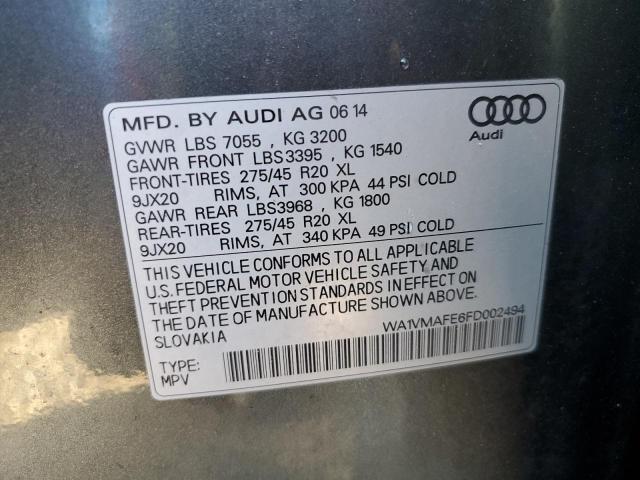 MFD. BY AUDI AG 06 14
GVWR LBS 7055 , KG 3200
GAWR FRONT LBS3395 , KG 1540
FRONT-TIRES 275/45 R20 XL
9JX20 RIMS, AT 300 KPA 44 PSI COLD
GAWR REAR LBS3968 , KG 1800
REAR-TIRES 275/45 R20 XL
9JX20 RIMS, AT 340 KPA 49 PSI COLD
THIS VEHICLE CONFORMS TO ALL APPLICABLE
U.S. FEDERAL MOTOR VEHICLE SAFETY AND
THEFT PREVENTION STANDARDS IN EFFECT ON
THE DATE OF MANUFACTURE SHOWN ABOVE.
SLOVAKIA
WA1VMAFE6FD002494
TYPE:
MPV
Audi